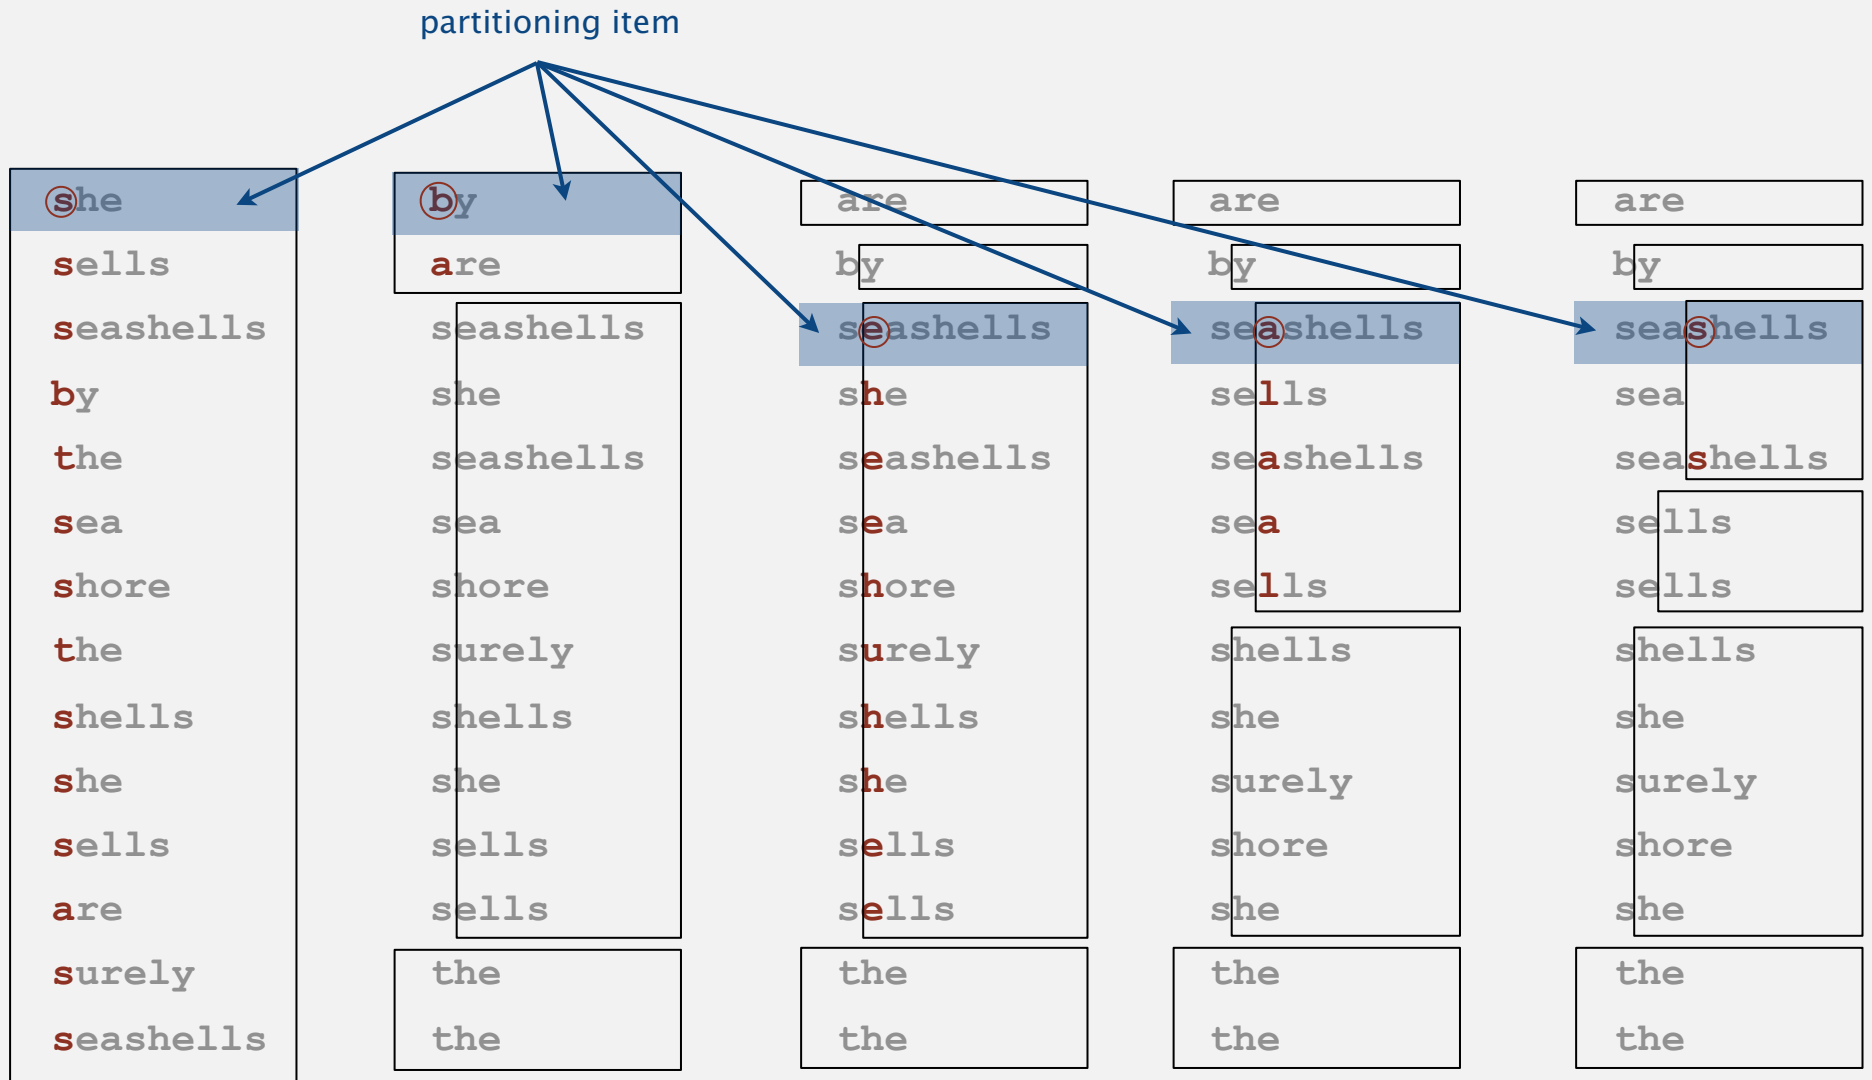 partitioning item
she by are are are
sells are by by by
seashells seashells seashells seashells seashells
by she she sells sea
the seashells seashells seashells seashells
sea sea sea sea sells
shore shore shore sells sells
the surely surely shells shells
shells shells shells she she
she she she surely surely
sells sells sells shore shore
are sells sells she she
surely the the the the
seashells the the the the